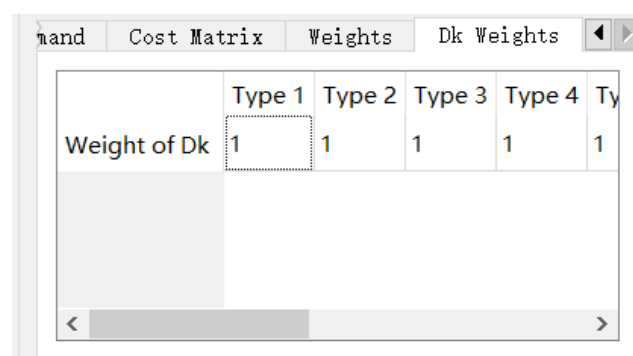 mand Cost Matrix Weights Dk Weights
Type 1 Type 2 Type 3 Type 4 Ty
Weight of Dk 1 1 1 1 1